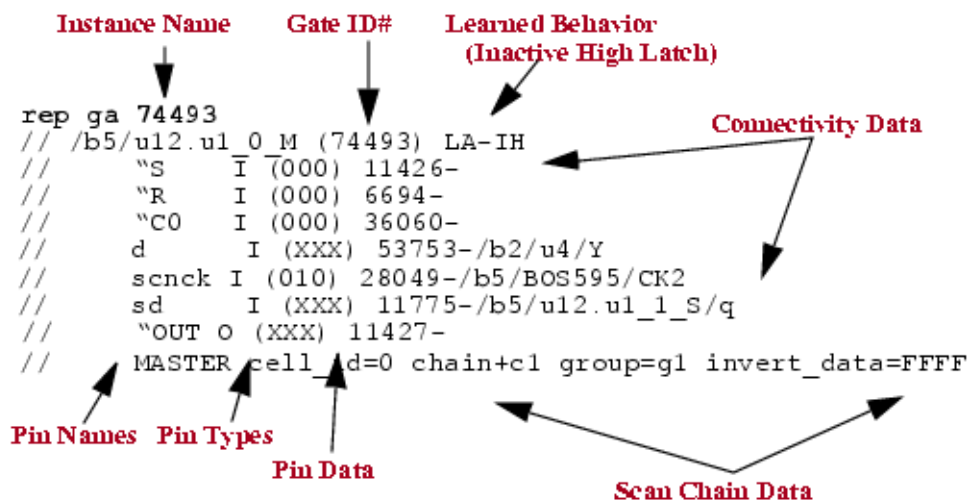 Instance Name Gate ID# Learned Behavior
(Inactive High Latch)
rep ga 74493
Connectivity Data
// /b5/u12.u1_0_M (74493) LA-IH
// “S I (000) 11426-
// “R I (000) 6694-
// “C0 I (000) 36060-
// d I (XXX) 53753-/b2/u4/Y
// scnck I (010) 28049-/b5/BOS595/CK2
// sd I (XXX) 11775-/b5/u12.u1_1_S/q
// “OUT O (XXX) 11427-
// MASTER cell_id=0 chain+c1 group=g1 invert_data=FFFF
Pin Names Pin Types
Pin Data
Scan Chain Data